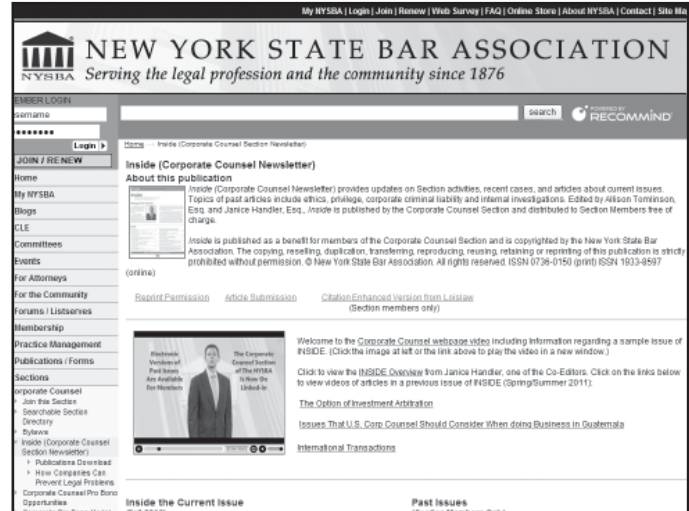 My NYSBA | Login | Join | Renew | Web Survey | FAQ | Online Store | About NYSBA | Contact | Site Ma
NYSBA
NEW YORK STATE BAR ASSOCIATION
Serving the legal profession and the community since 1876
EMBER LOGIN
sername
Login
JOIN / RENEW
Home
My NYSBA
Blogs
CLE
Committees
Events
For Attorneys
For the Community
Forums / Listserves
Membership
Practice Management
Publications / Forms
Sections
orporate Counsel
Join this Section
Searchable Section
Directory
Bylaws
Inside (Corporate Counsel
Section Newsletter)
Publications Download
How Companies Can
Prevent Legal Problems
Corporate Counsel Pro Bono
Opportunities
search
POWERED BY
RECOMMIND
Home — Inside (Corporate Counsel Section Newsletter)
Inside (Corporate Counsel Newsletter)
About this publication
Inside (Corporate Counsel Newsletter) provides updates on Section activities, recent cases, and articles about current issues.
Topics of past articles include ethics, privilege, corporate criminal liability and internal investigations. Edited by Allison Tomlinson,
Esq. and Janice Handler, Esq., Inside is published by the Corporate Counsel Section and distributed to Section Members free of
charge.
Inside is published as a benefit for members of the Corporate Counsel Section and is copyrighted by the New York State Bar
Association. The copying, reselling, duplication, transferring, reproducing, reusing, retaining or reprinting of this publication is strictly
prohibited without permission. © New York State Bar Association. All rights reserved. ISSN 0736-0150 (print) ISSN 1933-8597
(online)
Reprint Permission Article Submission Citation Enhanced Version from Loislaw
(Section members only)
Electronic
Versions of
Past Issues
Are Available
For Members
The Corporate
Counsel Section
of The NYSBA
Is Now On
Linked-In
Welcome to the Corporate Counsel webpage video including Information regarding a sample issue of
INSIDE. (Click the image at left or the link above to play the video in a new window.)
Click to view the INSIDE Overview from Janice Handler, one of the Co-Editors. Click on the links below
to view videos of articles in a previous issue of INSIDE (Spring/Summer 2011):
The Option of Investment Arbitration
Issues That U.S. Corp Counsel Should Consider When doing Business in Guatemala
International Transactions
Inside the Current Issue
Past Issues